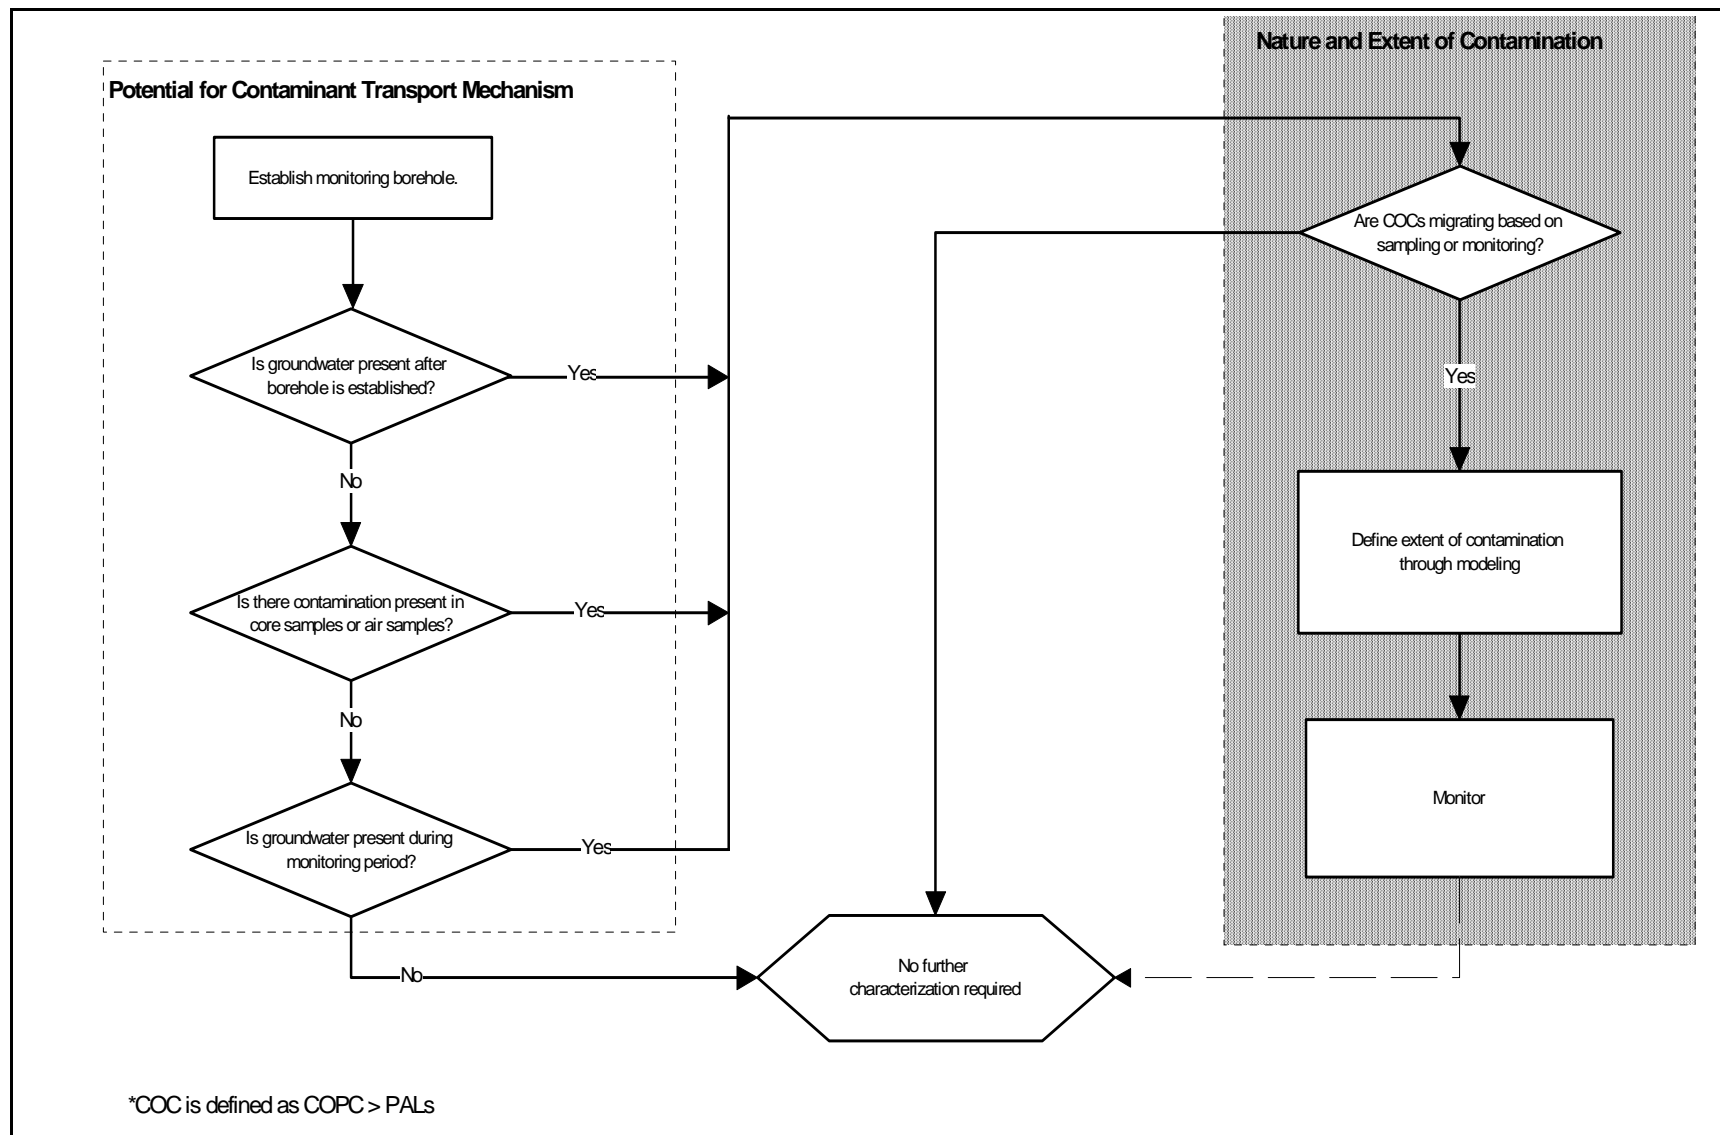 Potential for Contaminant Transport Mechanism
Establish monitoring borehole.
Is groundwater present after
borehole is established?
Yes
No
Is there contamination present in
core samples or air samples?
Yes
No
Is groundwater present during
monitoring period?
Yes
No
Nature and Extent of Contamination
Are COCs migrating based on
sampling or monitoring?
Yes
Define extent of contamination
through modeling
Monitor
No further
characterization required
*COC is defined as COPC > PALs